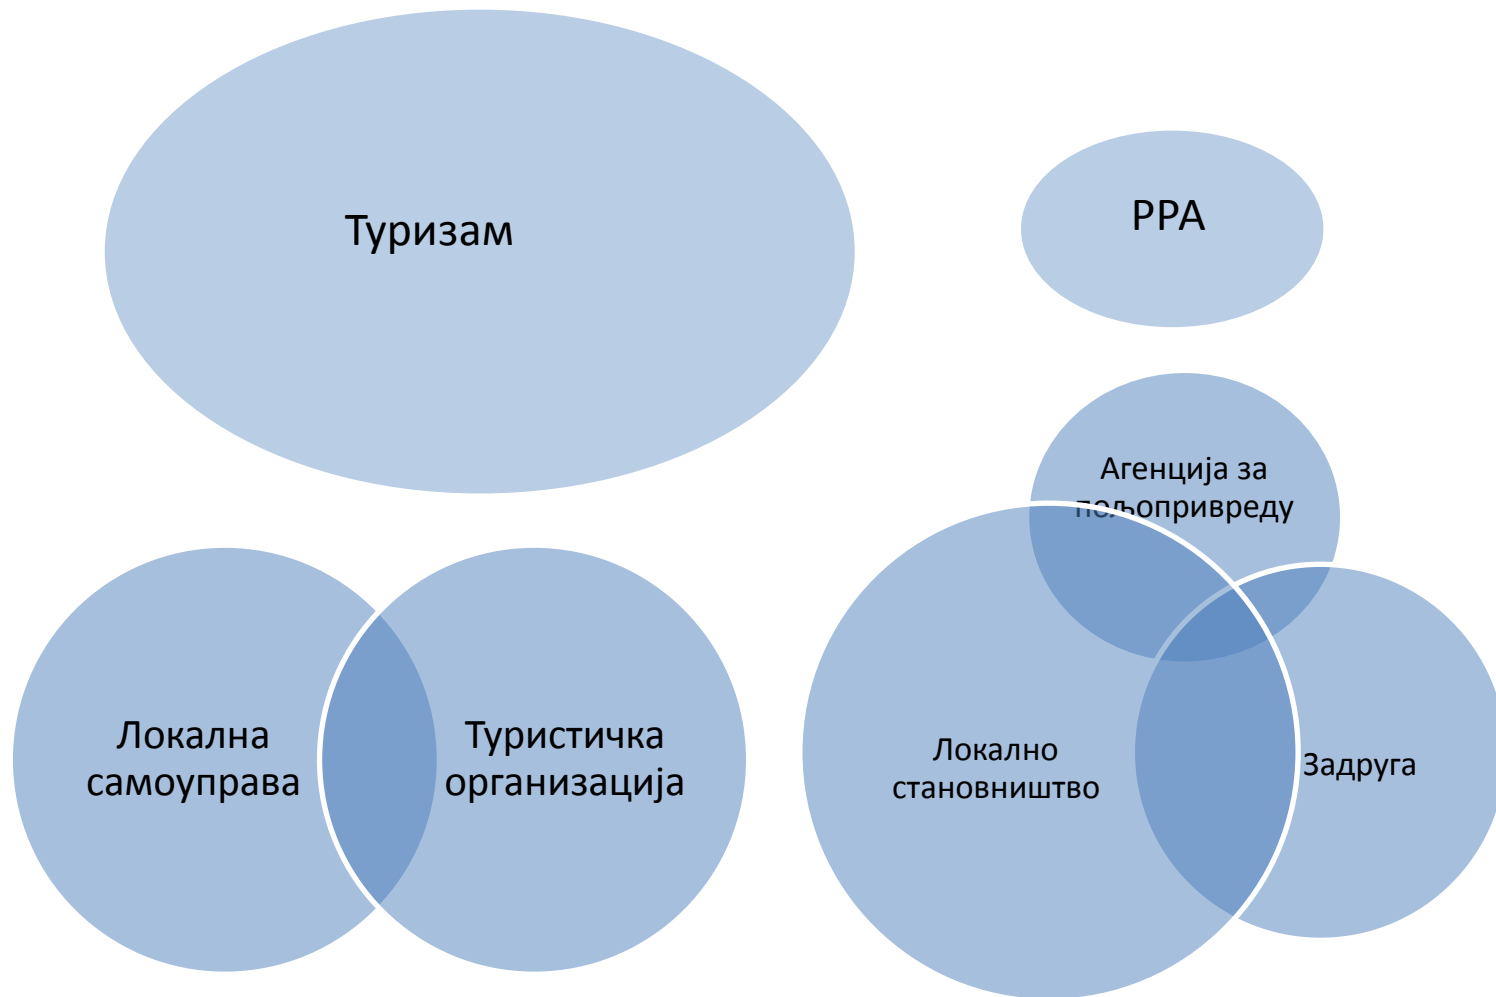 Туризам
РРА
Агенција за
пољопривреду
Локална
самоуправа
Туристичка
организација
Локално
становништво
Задруга